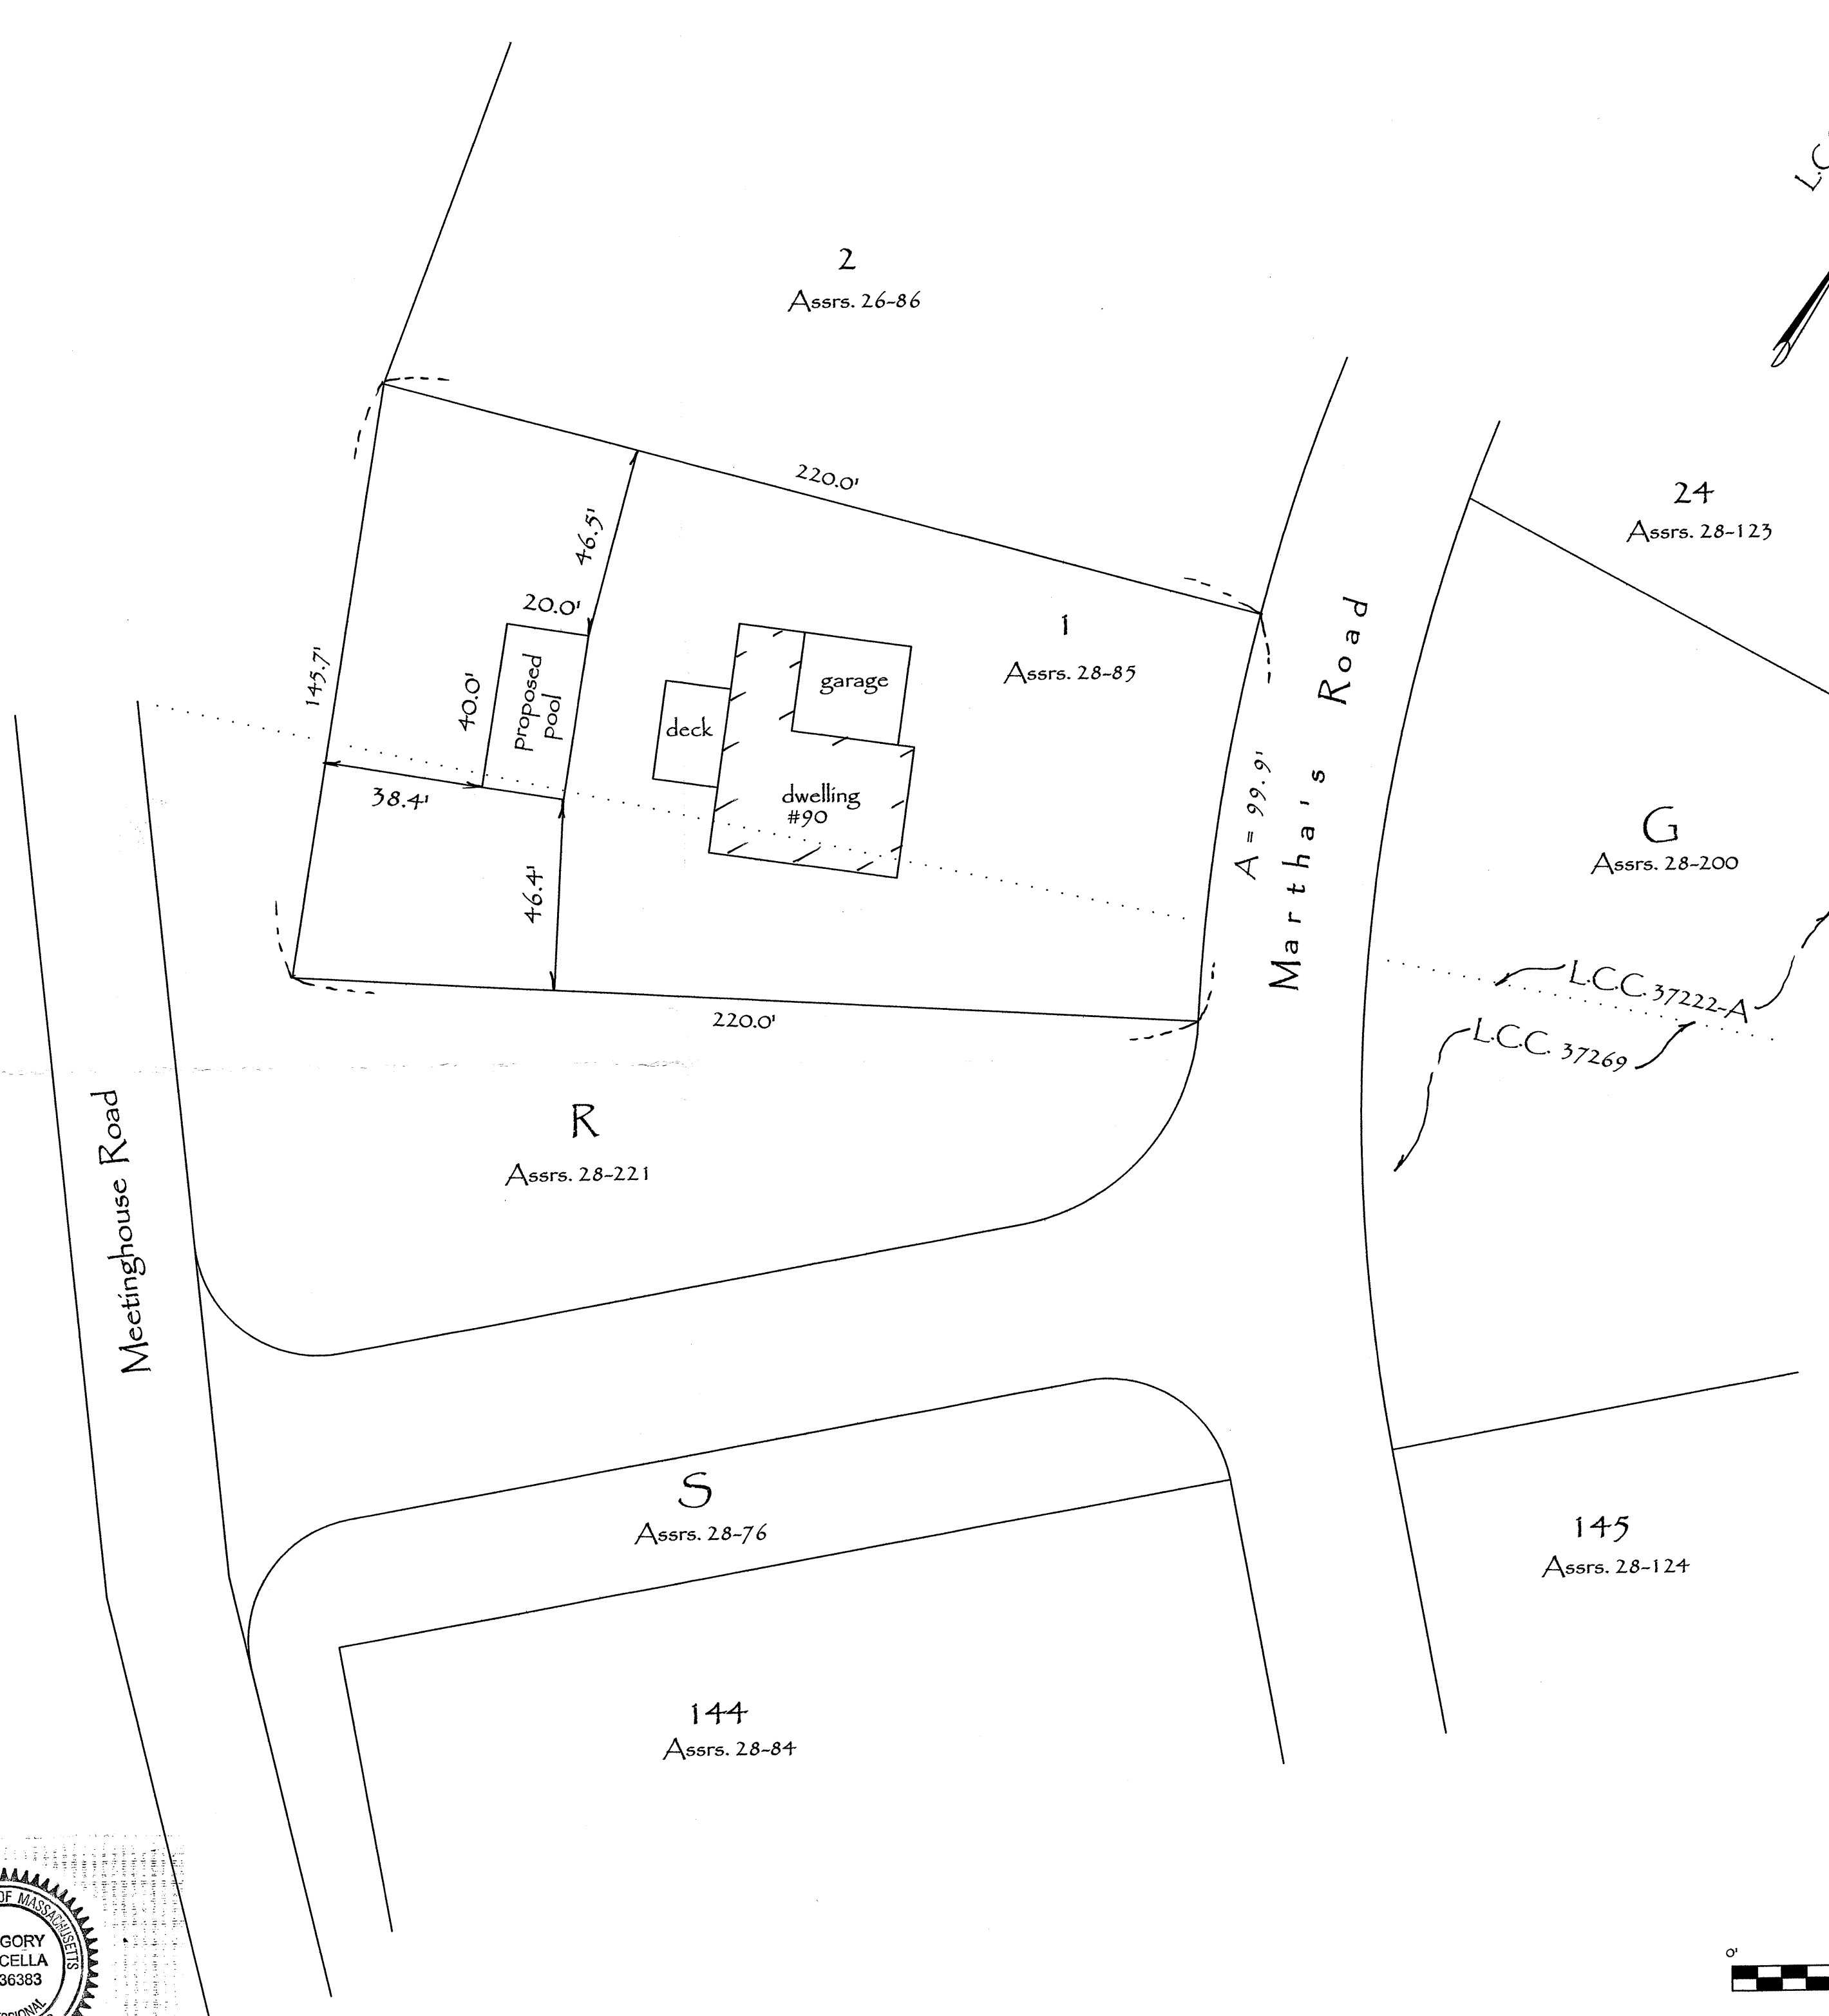 L.C
2
Assrs. 26-86
220.0'
24
Assrs. 28-123
46.5'
20.0'
1
Assrs. 28-85
145.7'
40.0'
proposed
pool
garage
deck
dwelling
#90
38.4'
46.4'
A = 99.9'
Martha's Road
G
Assrs. 28-200
L.C.C. 37222-A
L.C.C. 37269
220.0'
Meetinghouse Road
R
Assrs. 28-221
S
Assrs. 28-76
145
Assrs. 28-124
144
Assrs. 28-84
OF MASSACHUSETTS
GORY
CELLA
36383
SSIONAL
0'